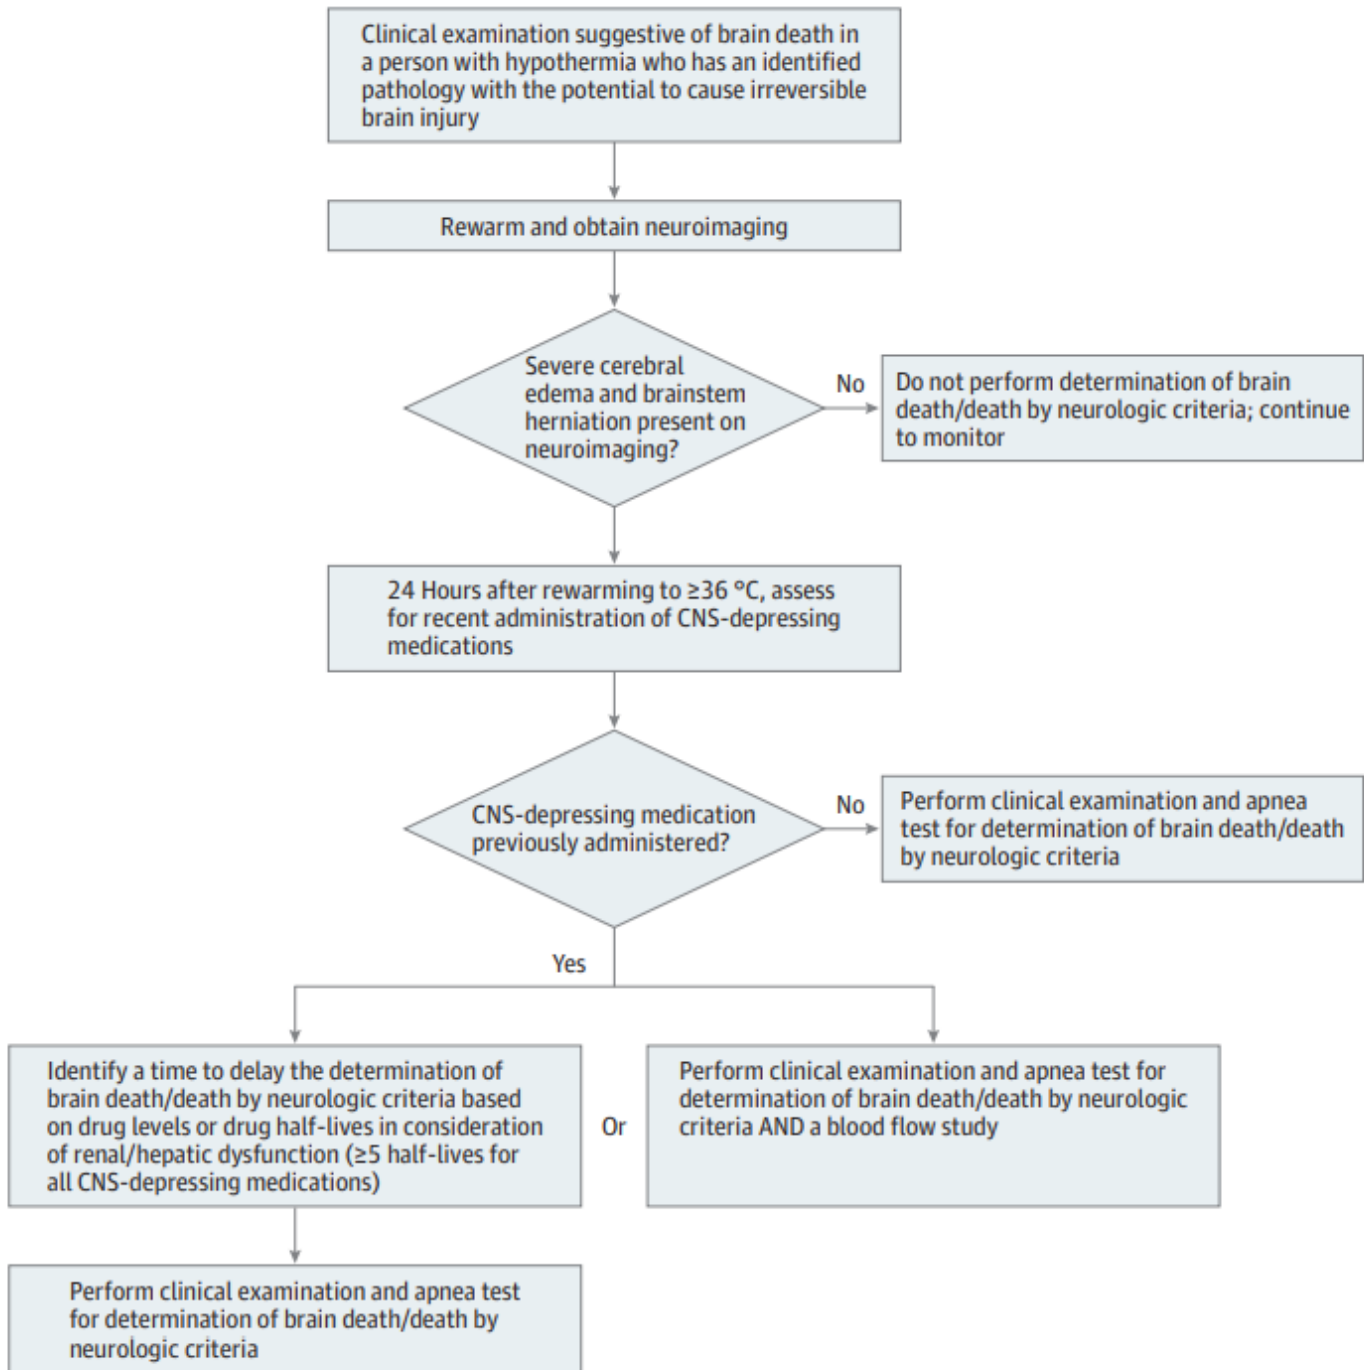 Clinical examination suggestive of brain death in
a person with hypothermia who has an identified
pathology with the potential to cause irreversible
brain injury
Rewarm and obtain neuroimaging
Severe cerebral
edema and brainstem
herniation present on
neuroimaging?
No
Do not perform determination of brain
death/death by neurologic criteria; continue
to monitor
24 Hours after rewarming to ≥36 °C, assess
for recent administration of CNS-depressing
medications
CNS-depressing medication
previously administered?
No
Perform clinical examination and apnea
test for determination of brain death/death
by neurologic criteria
Yes
Identify a time to delay the determination of
brain death/death by neurologic criteria based
on drug levels or drug half-lives in consideration
of renal/hepatic dysfunction (≥5 half-lives for
all CNS-depressing medications)
Or
Perform clinical examination and apnea test for
determination of brain death/death by neurologic
criteria AND a blood flow study
Perform clinical examination and apnea test
for determination of brain death/death by
neurologic criteria